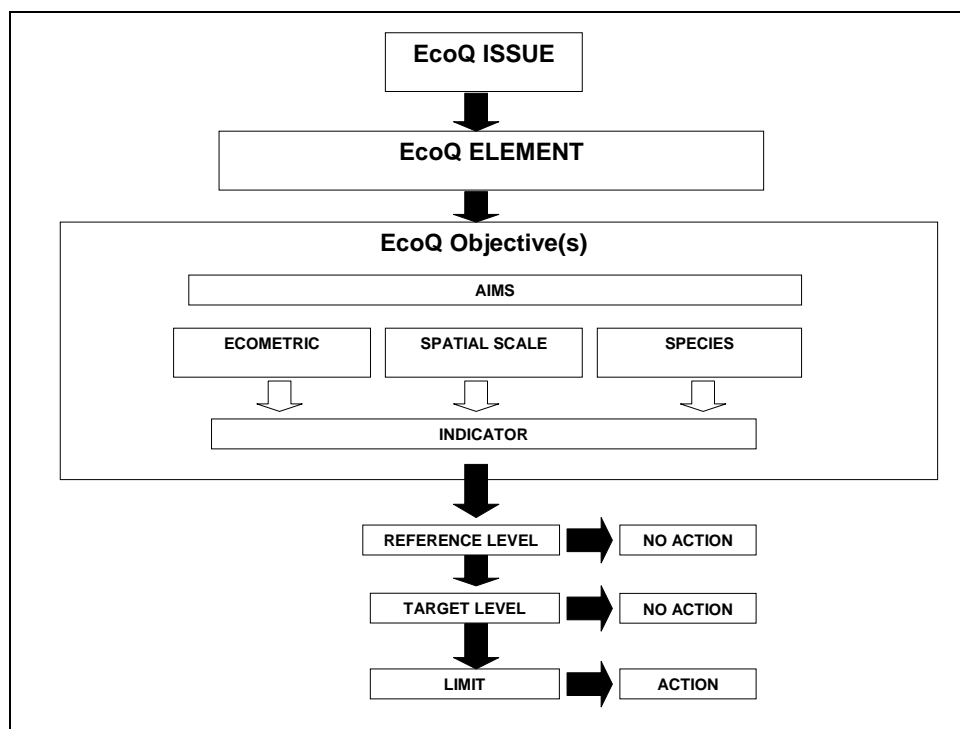 EcoQ ISSUE
EcoQ ELEMENT
EcoQ Objective(s)
AIMS
ECOMETRIC
SPATIAL SCALE
SPECIES
INDICATOR
REFERENCE LEVEL
NO ACTION
TARGET LEVEL
NO ACTION
LIMIT
ACTION